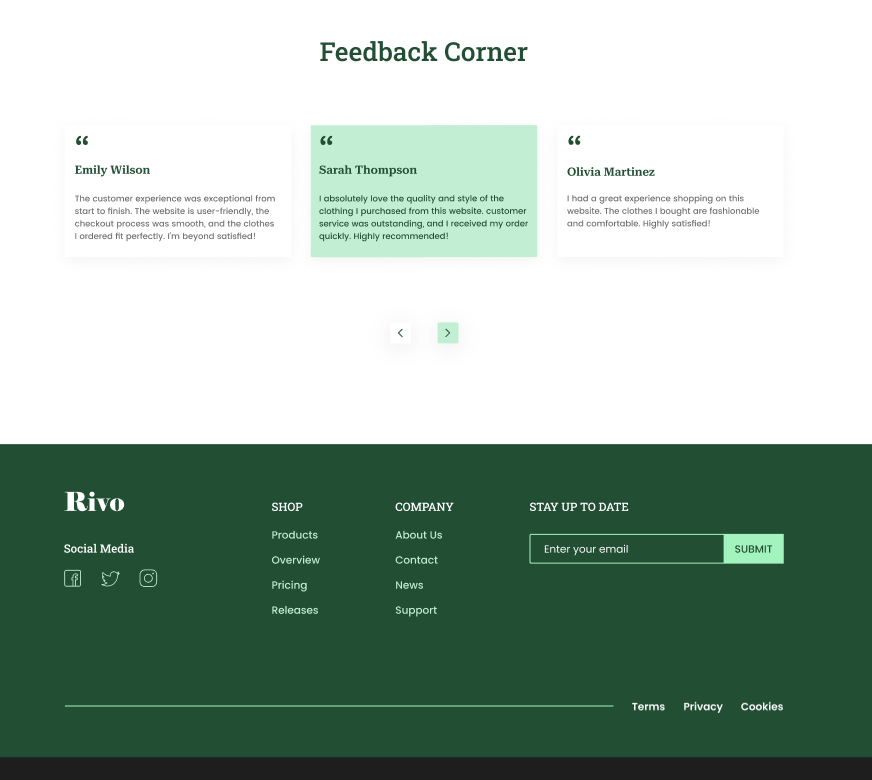 Feedback Corner
“
Emily Wilson
The customer experience was exceptional from
start to finish. The website is user-friendly, the
checkout process was smooth, and the clothes
I ordered fit perfectly. I'm beyond satisfied!
“
Sarah Thompson
I absolutely love the quality and style of the
clothing I purchased from this website. customer
service was outstanding, and I received my order
quickly. Highly recommended!
“
Olivia Martinez
I had a great experience shopping on this
website. The clothes I bought are fashionable
and comfortable. Highly satisfied!
Rivo
Social Media
SHOP
Products
Overview
Pricing
Releases
COMPANY
About Us
Contact
News
Support
STAY UP TO DATE
Enter your email
SUBMIT
Terms
Privacy
Cookies